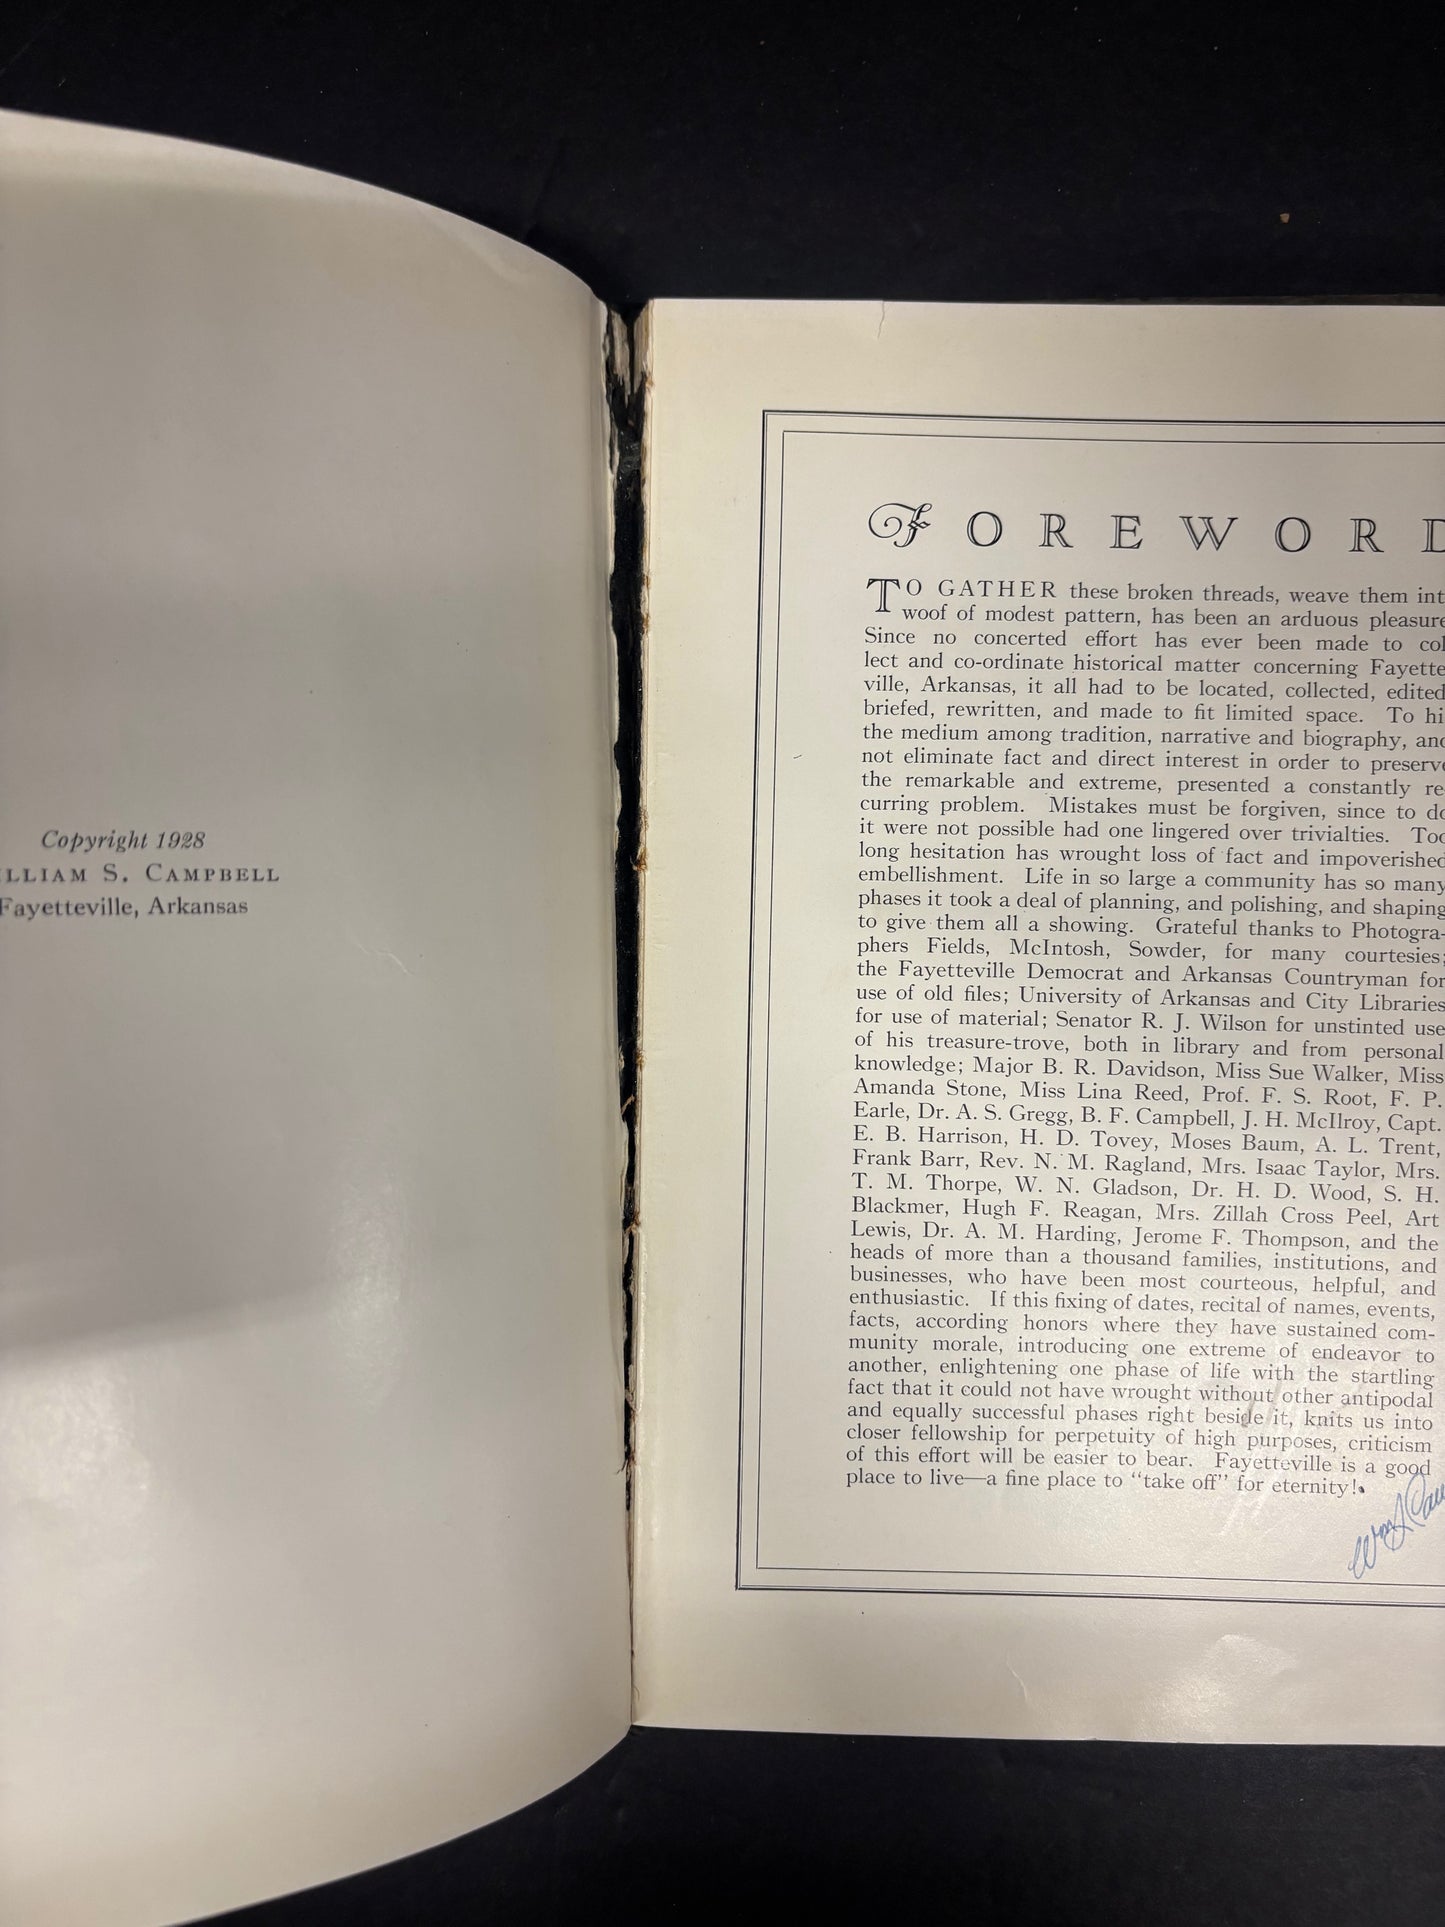 Copyright 1928
LLIAM S. CAMPBELL
Fayetteville, Arkansas
FOREWORD
TO GATHER these broken threads, weave them int
woof of modest pattern, has been an arduous pleasure
Since no concerted effort has ever been made to col
lect and co-ordinate historical matter concerning Fayette
ville, Arkansas, it all had to be located, collected, edited
briefed, rewritten, and made to fit limited space. To hi
the medium among tradition, narrative and biography, and
not eliminate fact and direct interest in order to preserve
the remarkable and extreme, presented a constantly re
curring problem. Mistakes must be forgiven, since to do
it were not possible had one lingered over trivialties. Too
long hesitation has wrought loss of fact and impoverished
embellishment. Life in so large a community has so many
phases it took a deal of planning, and polishing, and shaping
to give them all a showing. Grateful thanks to Photogra-
phers Fields, McIntosh, Sowder, for many courtesies;
the Fayetteville Democrat and Arkansas Countryman for
use of old files; University of Arkansas and City Libraries
for use of material; Senator R. J. Wilson for unstinted use
of his treasure-trove, both in library and from personal
knowledge; Major B. R. Davidson, Miss Sue Walker, Miss
Amanda Stone, Miss Lina Reed, Prof. F. S. Root, F. P.
Earle, Dr. A. S. Gregg, B. F. Campbell, J. H. McIlroy, Capt.
E. B. Harrison, H. D. Tovey, Moses Baum, A. L. Trent,
Frank Barr, Rev. N. M. Ragland, Mrs. Isaac Taylor, Mrs.
T. M. Thorpe, W. N. Gladson, Dr. H. D. Wood, S. H.
Blackmer, Hugh F. Reagan, Mrs. Zillah Cross Peel, Art
Lewis, Dr. A. M. Harding, Jerome F. Thompson, and the
heads of more than a thousand families, institutions, and
businesses, who have been most courteous, helpful, and
enthusiastic. If this fixing of dates, recital of names, events,
facts, according honors where they have sustained com-
munity morale, introducing one extreme of endeavor to
another, enlightening one phase of life with the startling
fact that it could not have wrought without other antipodal
and equally successful phases right beside it, knits us into
closer fellowship for perpetuity of high purposes, criticism
of this effort will be easier to bear. Fayetteville is a good
place to live—a fine place to "take off" for eternity!
Wm S Cam